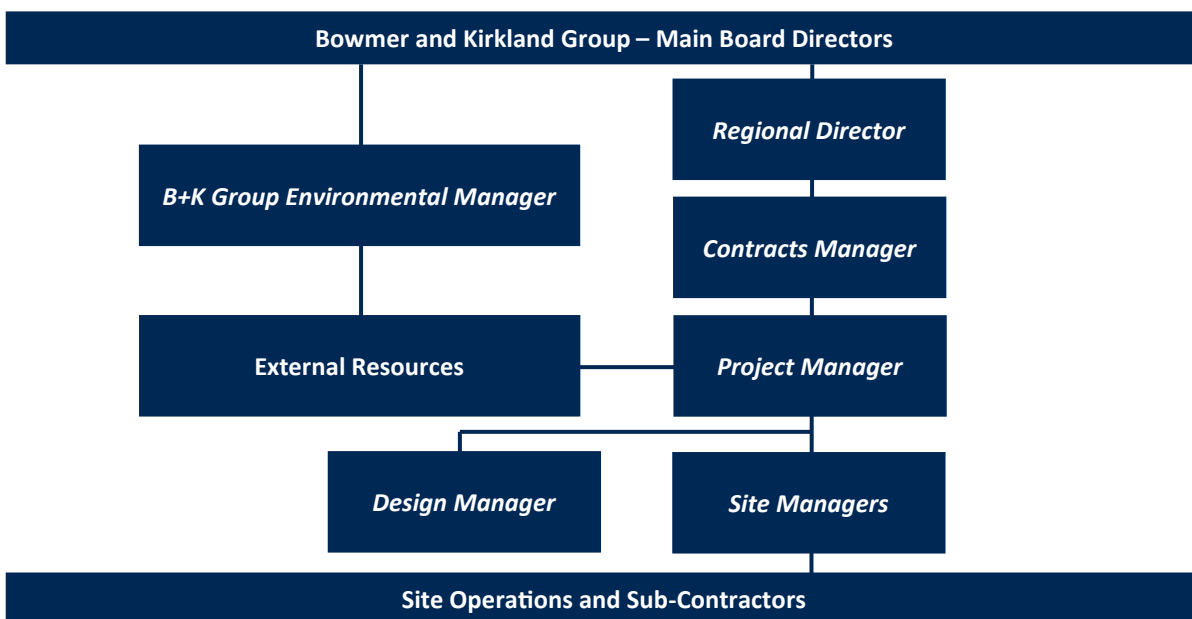 Bowmer and Kirkland Group – Main Board Directors
Regional Director
B+K Group Environmental Manager
Contracts Manager
External Resources
Project Manager
Design Manager
Site Managers
Site Operations and Sub-Contractors